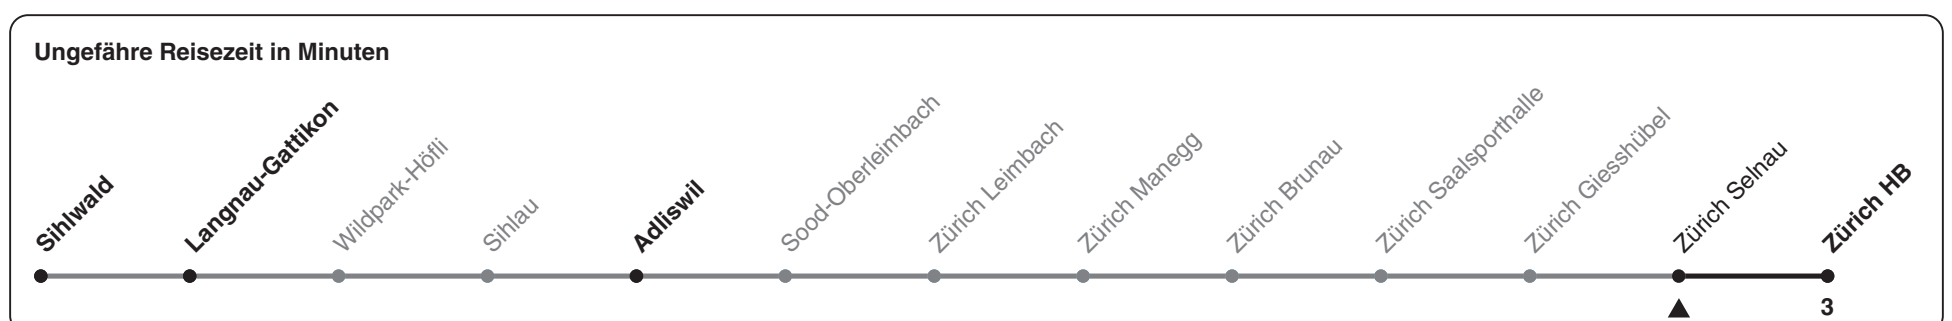 Ungefähre Reisezeit in Minuten
Sihlwald
Langnau-Gattikon
Wildpark-Höfli
Sihlau
Adliswil
Sood-Oberleimbach
Zürich Leimbach
Zürich Manegg
Zürich Brunau
Zürich Saalsporthalle
Zürich Giesshübel
Zürich Selnau
Zürich HB
3